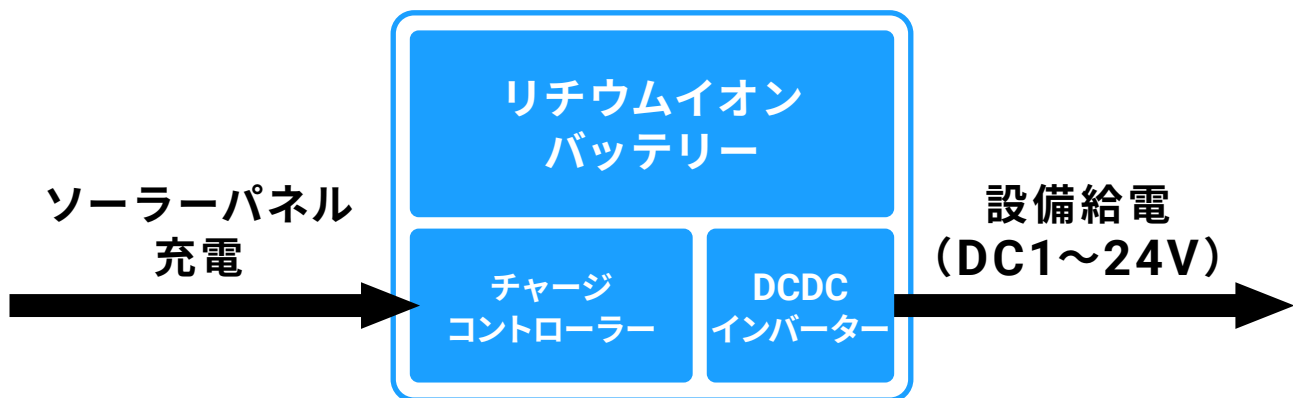 ソーラーパネル
充電
リチウムイオン
バッテリー
チャージ
コントローラー
DCDC
インバーター
設備給電
（DC1～24V）